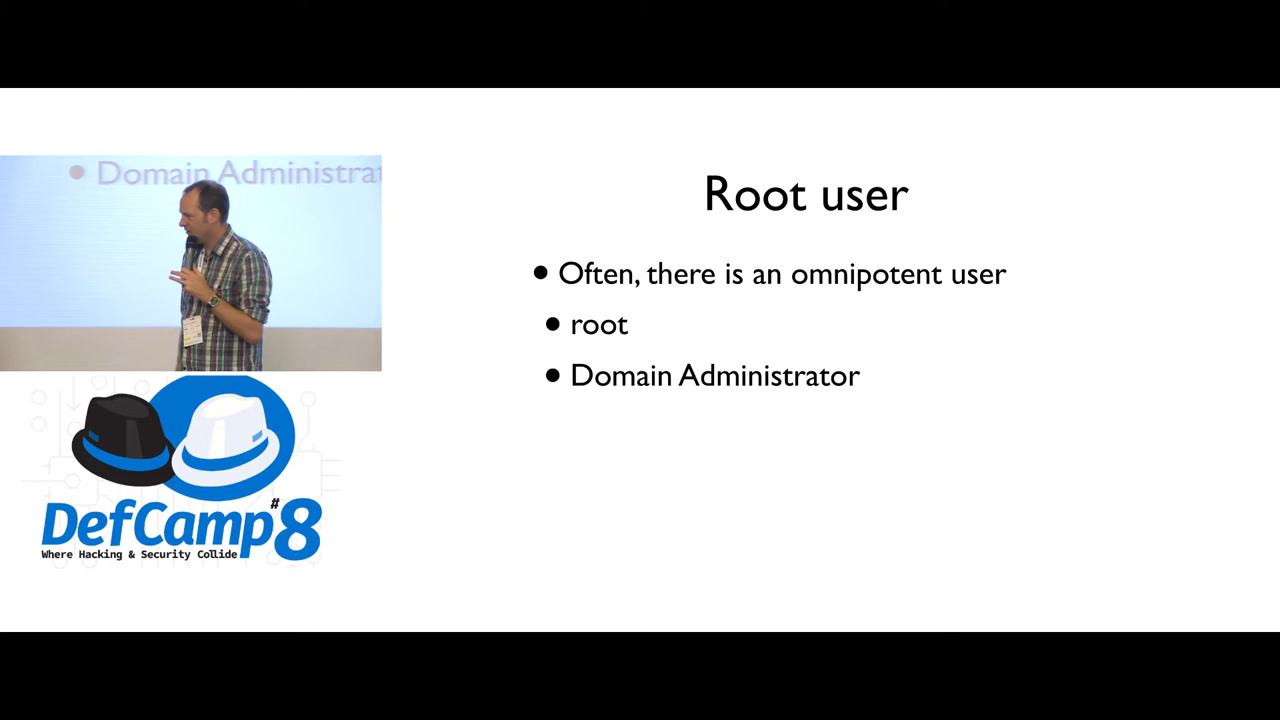 • Domain Administrat
Root user
• Often, there is an omnipotent user
• root
• Domain Administrator
DefCamp #8
Where Hacking & Security Collide